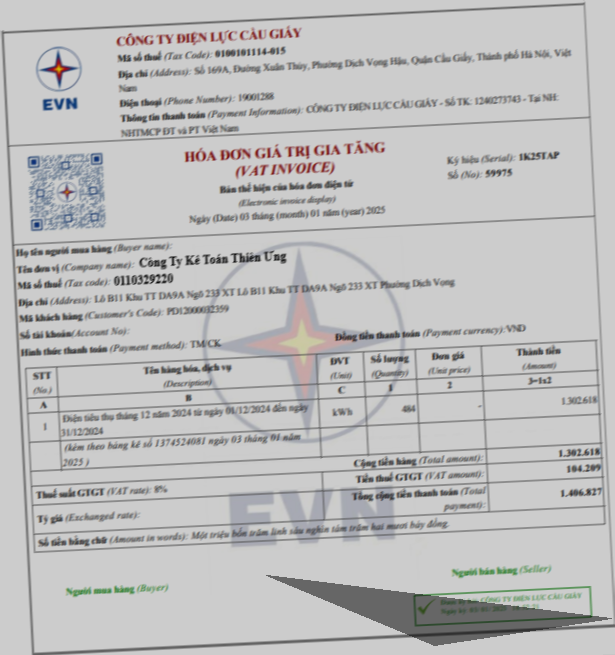 CÔNG TY ĐIỆN LỰC CẦU GIẤY
Mã số thuế (Tax Code): 0100101114-015
Địa chỉ (Address): Số 169A, Đường Xuân Thủy, Phường Dịch Vọng Hậu, Quận Cầu Giấy, Thành phố Hà Nội, Việt
Nam
Điện thoại (Phone Number): 19001288
Thông tin thanh toán (Payment Information): CÔNG TY ĐIỆN LỰC CẦU GIẤY - Số TK: 1240273743 - Tại NH:
NHTMCP ĐT và PT Việt Nam
EVN
HÓA ĐƠN GIÁ TRỊ GIA TĂNG
(VAT INVOICE)
Bản thể hiện của hóa đơn điện tử
(Electronic invoice display)
Ngày (Date) 03 tháng (month) 01 năm (year) 2025
Ký hiệu (Serial): 1K25TAP
Số (No): 59975
Họ tên người mua hàng (Buyer name):
Tên đơn vị (Company name): Công Ty Kế Toán Thiên Ưng
Mã số thuế (Tax code): 0110329220
Địa chỉ (Address): Lô B11 Khu TT DA9A Ngõ 233 XT Lô B11 Khu TT DA9A Ngõ 233 XT Phường Dịch Vọng
Mã khách hàng (Customer's Code): PD12000032359
Số tài khoản(Account No):
Hình thức thanh toán (Payment method): TM/CK
Đồng tiền thanh toán (Payment currency):VND
STT Tên hàng hóa, dịch vụ ĐVT Số lượng Đơn giá Thành tiền
(No.) (Description) (Unit) (Quantity) (Unit price) (Amount)
A B C 1 2 3=1x2
1 Điện tiêu thụ tháng 12 năm 2024 từ ngày 01/12/2024 đến ngày kWh 484 - 1.302.618
31/12/2024
(kèm theo bảng kê số 1374524081 ngày 03 tháng 01 năm
2025 )
Cộng tiền hàng (Total amount): 1.302.618
Thuế suất GTGT (VAT rate): 8% Tiền thuế GTGT (VAT amount): 104.209
Tổng cộng tiền thanh toán (Total
payment): 1.406.827
Tỷ giá (Exchanged rate):
Số tiền bằng chữ (Amount in words): Một triệu bốn trăm linh sáu nghìn tám trăm hai mươi bảy đồng.
EVN
Người mua hàng (Buyer)
Người bán hàng (Seller)
CÔNG TY ĐIỆN LỰC CẦU GIẤY